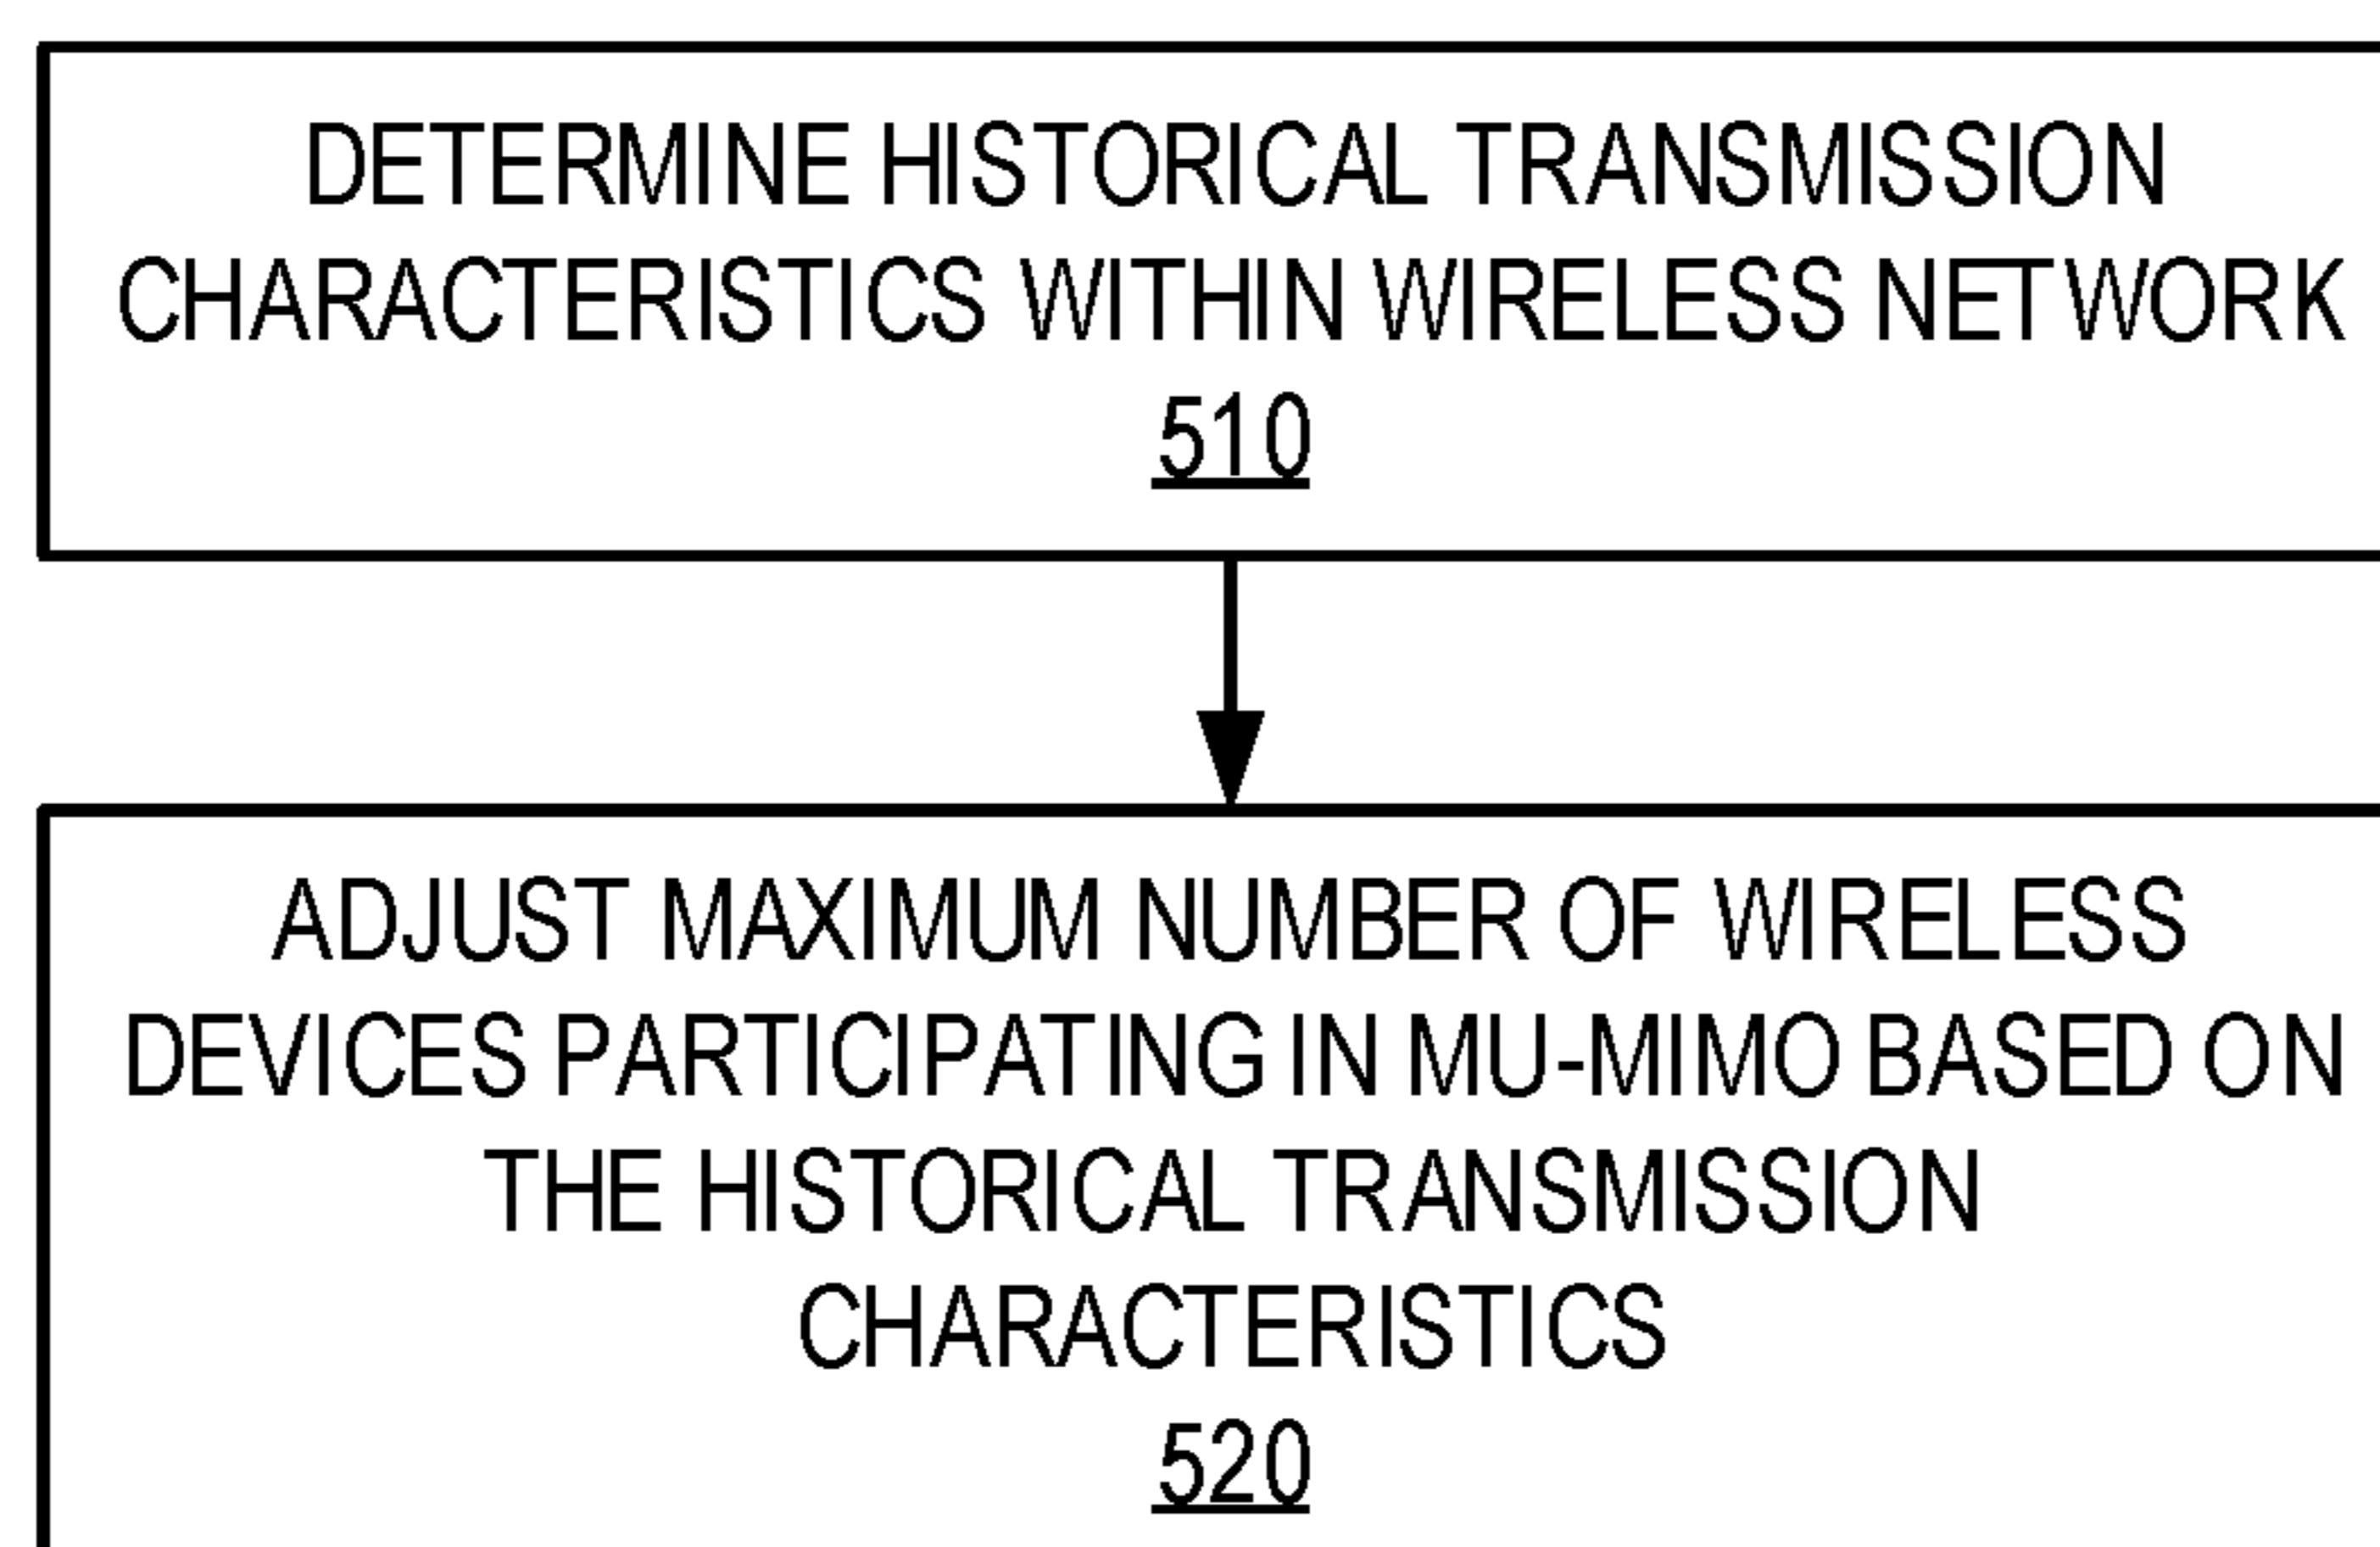 DETERMINE HISTORICAL TRANSMISSION
CHARACTERISTICS WITHIN WIRELESS NETWORK
510
ADJUST MAXIMUM NUMBER OF WIRELESS
DEVICES PARTICIPATING IN MU-MIMO BASED ON
THE HISTORICAL TRANSMISSION
CHARACTERISTICS
520